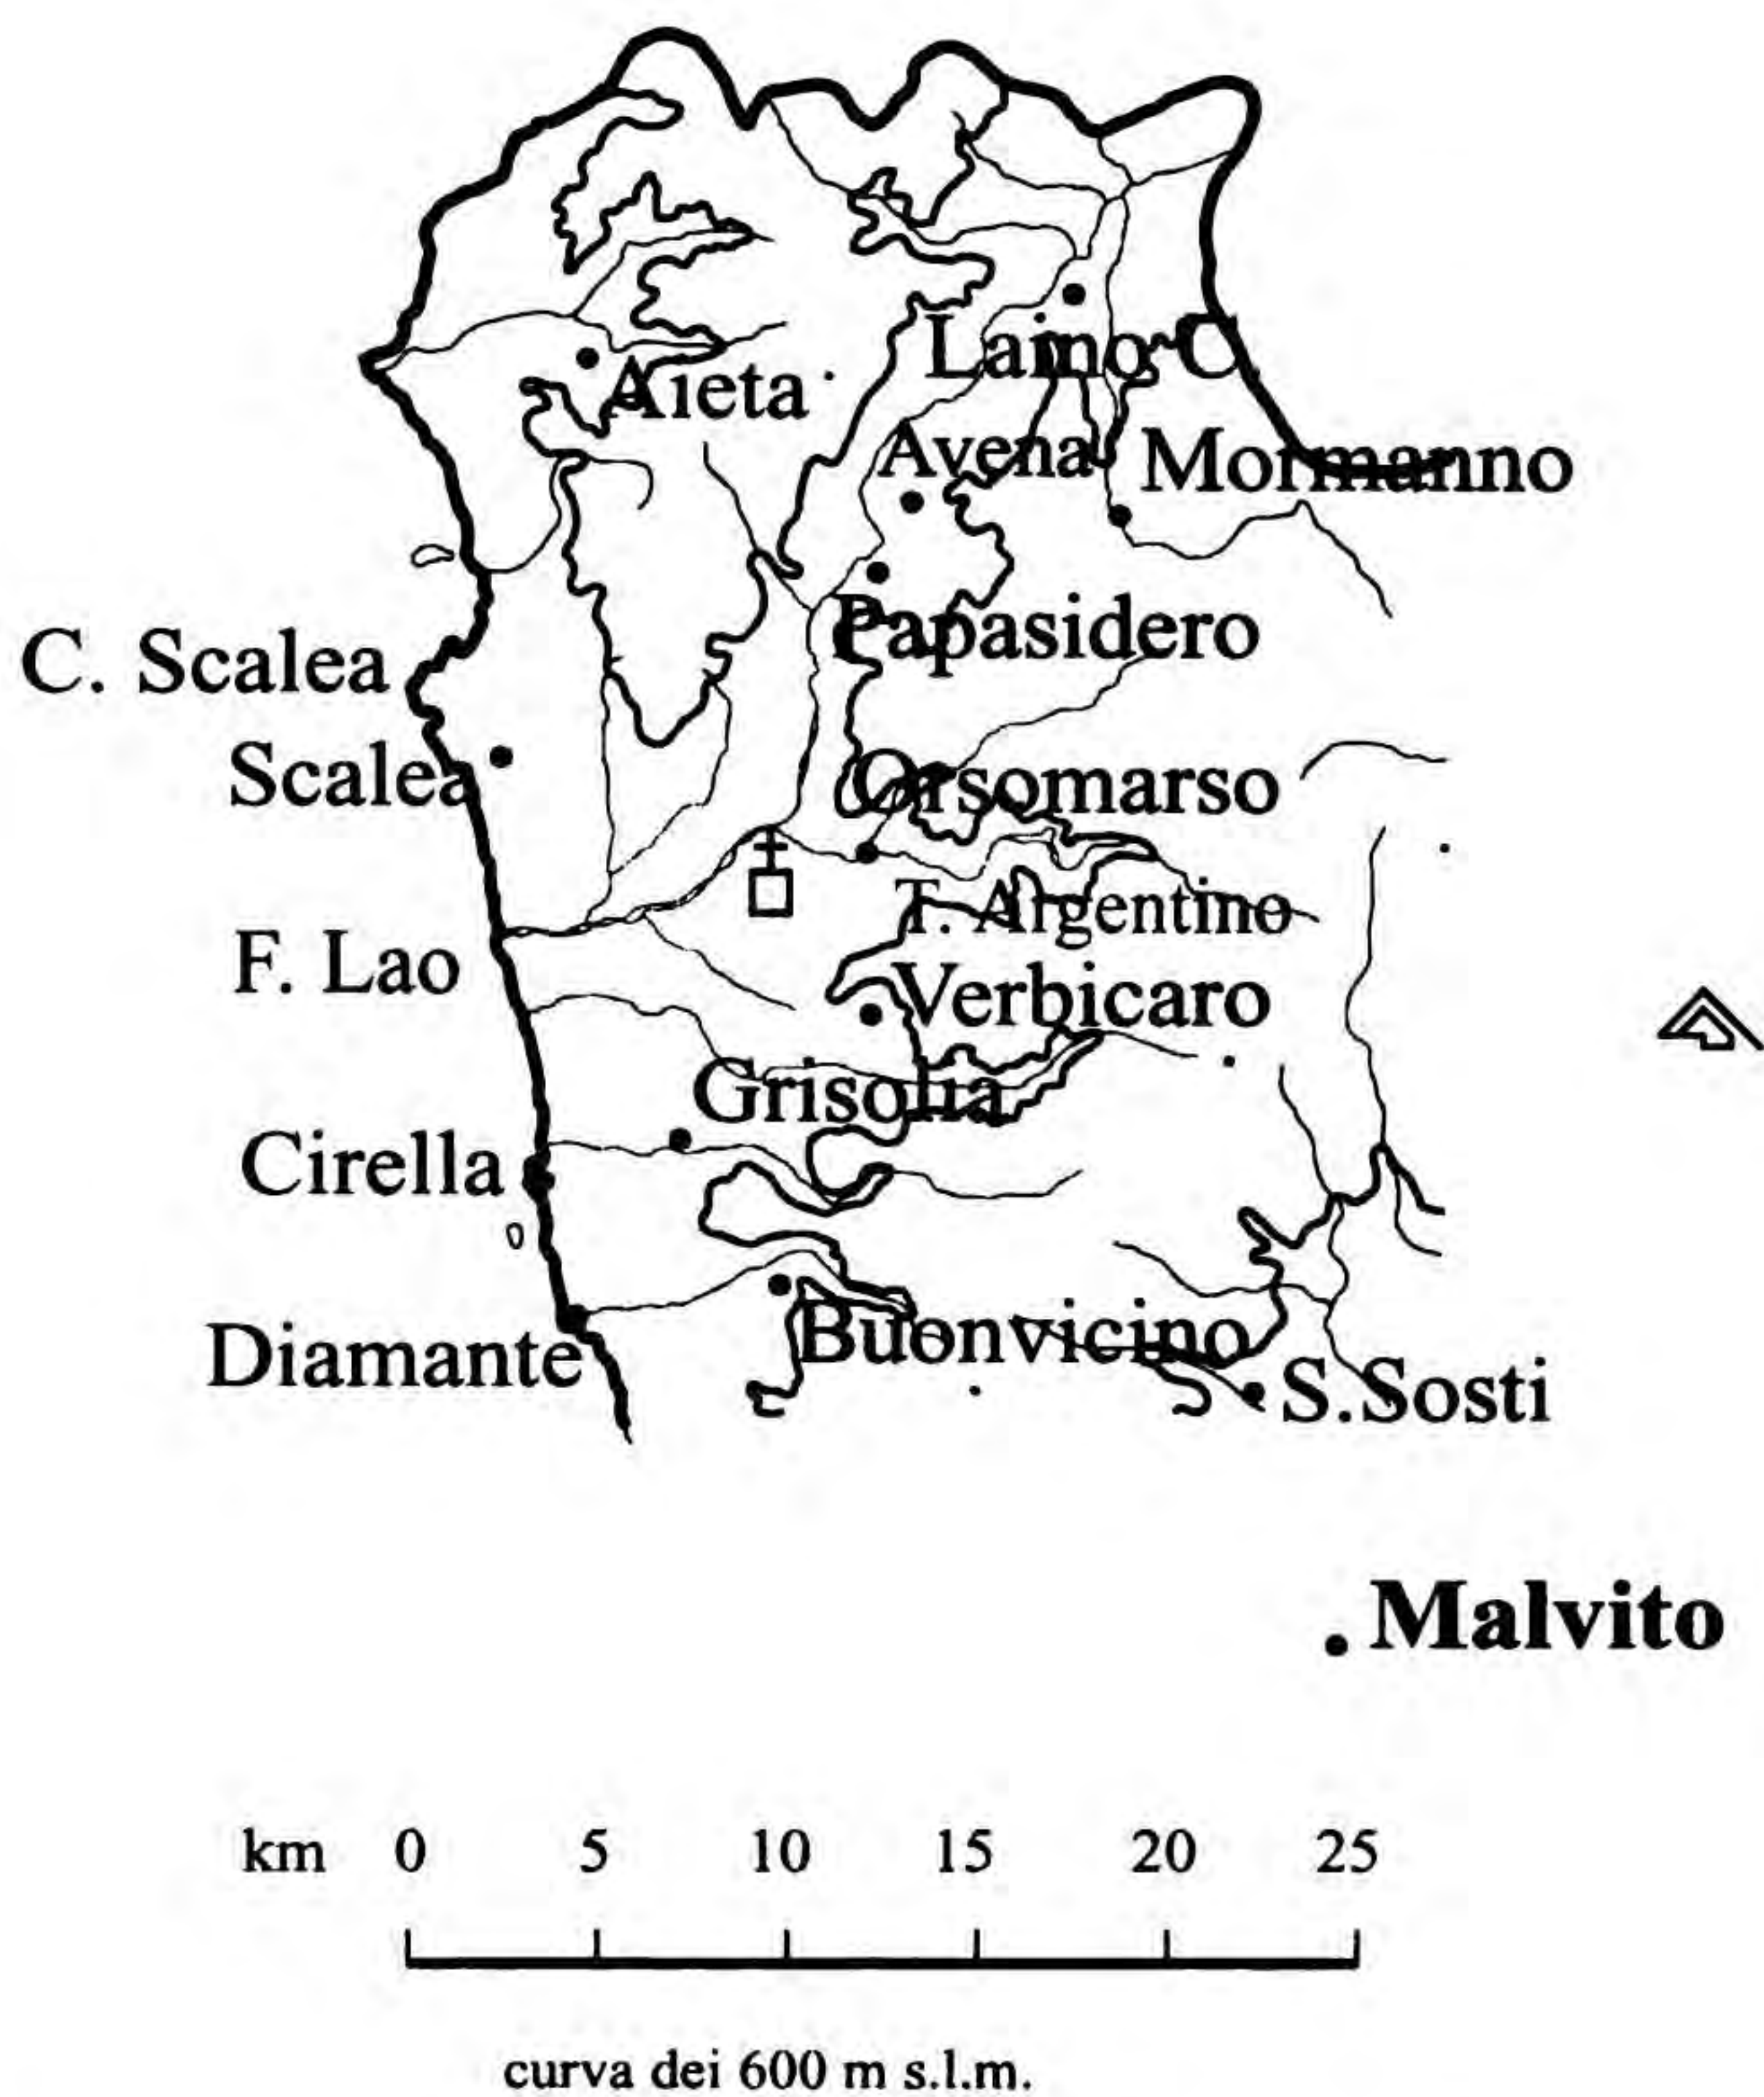 Laino C.
Aieta
Avena
Mormanno
Papasidero
C. Scalea
Scalea
Orsomarso
T. Argentino
F. Lao
Verbicaro
Grisolia
Cirella
Buonvicino
Diamante
S.Sosti
Malvito
km 0 5 10 15 20 25
curva dei 600 m s.l.m.